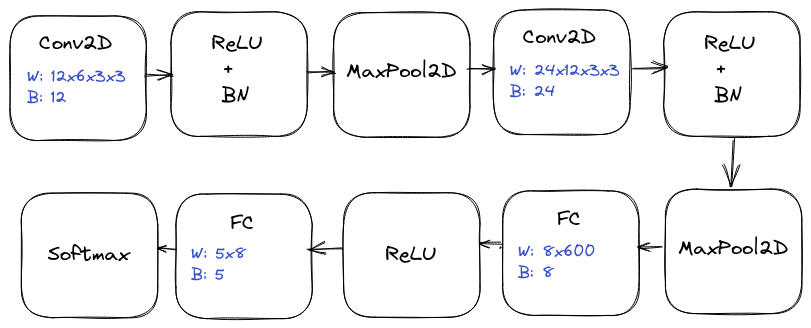 Conv2D
W: 12x6x3x3
B: 12
ReLU
+
BN
MaxPool2D
Conv2D
W: 24x12x3x3
B: 24
ReLU
+
BN
MaxPool2D
FC
W: 8x600
B: 8
ReLU
FC
W: 5x8
B: 5
Softmax